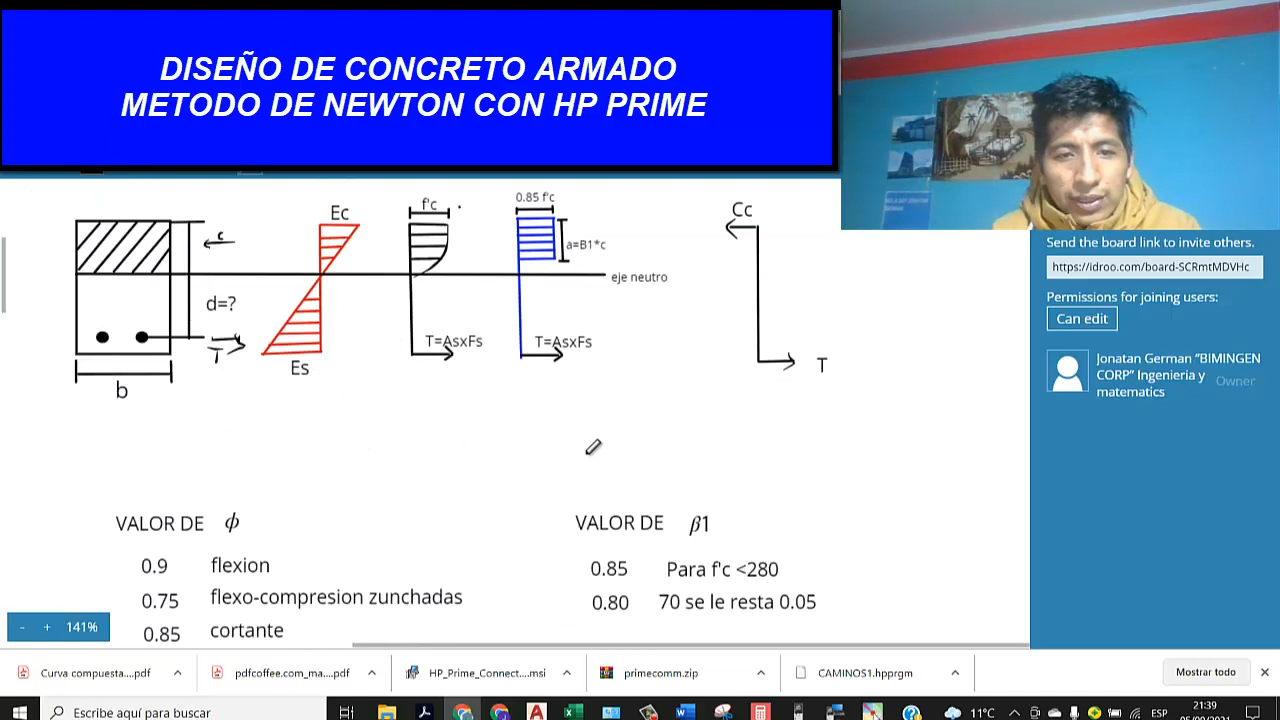 DISEÑO DE CONCRETO ARMADO
METODO DE NEWTON CON HP PRIME
Ec
f'c
0.85 f'c
Cc
c
a=B1*c
eje neutro
d=?
T=AsxFs
T=AsxFs
T
T
Es
b
VALOR DE ϕ
0.9 flexion
0.75 flexo-compresion zunchadas
0.85 cortante
VALOR DE β1
0.85 Para f'c <280
0.80 70 se le resta 0.05
Send the board link to invite others.
https://idroo.com/board-SCRmtMDVHc
Permissions for joining users:
Can edit
Jonatan German "BIMINGEN
CORP" Ingenieria y
matematics
Owner
- + 141%
Curva compuesta....pdf
pdfcoffee.com_ma....pdf
HP_Prime_Connect....msi
primecomm.zip
CAMINOS1.hpprgm
Mostrar todo
Escribe aquí para buscar
11°C
ESP
21:39